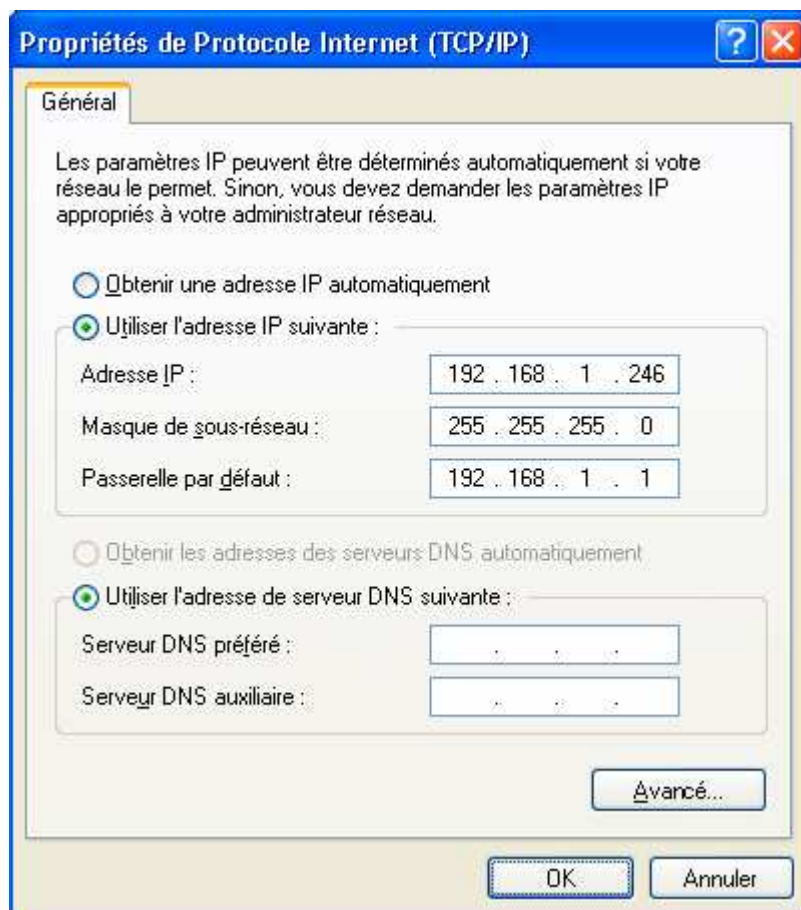 Propriétés de Protocole Internet (TCP/IP)
Général
Les paramètres IP peuvent être déterminés automatiquement si votre
réseau le permet. Sinon, vous devez demander les paramètres IP
appropriés à votre administrateur réseau.
Obtenir une adresse IP automatiquement
Utiliser l'adresse IP suivante :
Adresse IP : 192 . 168 . 1 . 246
Masque de sous-réseau : 255 . 255 . 255 . 0
Passerelle par défaut : 192 . 168 . 1 . 1
Obtenir les adresses des serveurs DNS automatiquement
Utiliser l'adresse de serveur DNS suivante :
Serveur DNS préféré : . . .
Serveur DNS auxiliaire : . . .
Avancé...
OK Annuler